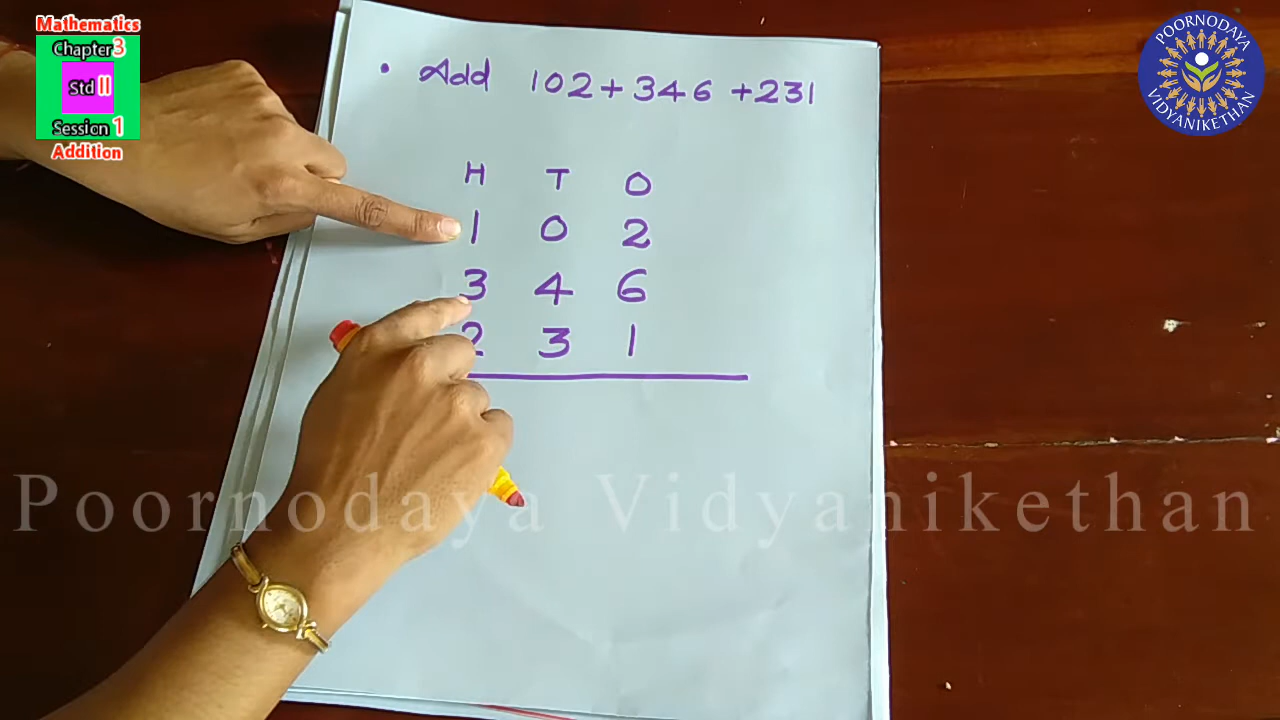 Mathematics
Chapter 3
Std II
Session 1
Addition
POORNODAYA
VIDYANIKETHAN
• Add 102+346+231
H T O
1 0 2
3 4 6
2 3 1
Poornodaya Vidyanikethan